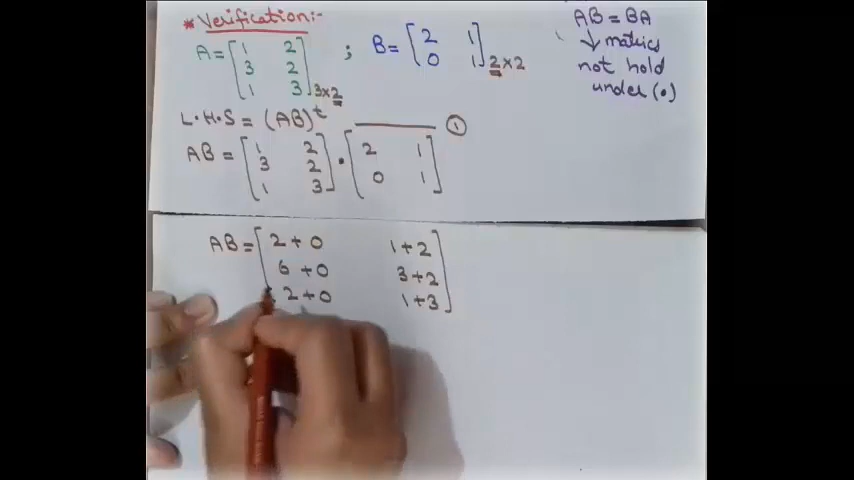 * Verification:-
A = [ 1 2
3 2
1 3 ] 3×2 ; B = [ 2 1
0 1 ] 2×2
AB = BA
↓ matrics
not hold
under (•)
L.H.S = (AB)ᵗ ———— ①
AB = [ 1 2
3 2
1 3 ] • [ 2 1
0 1 ]
AB = [ 2+0 1+2
6+0 3+2
2+0 1+3 ]